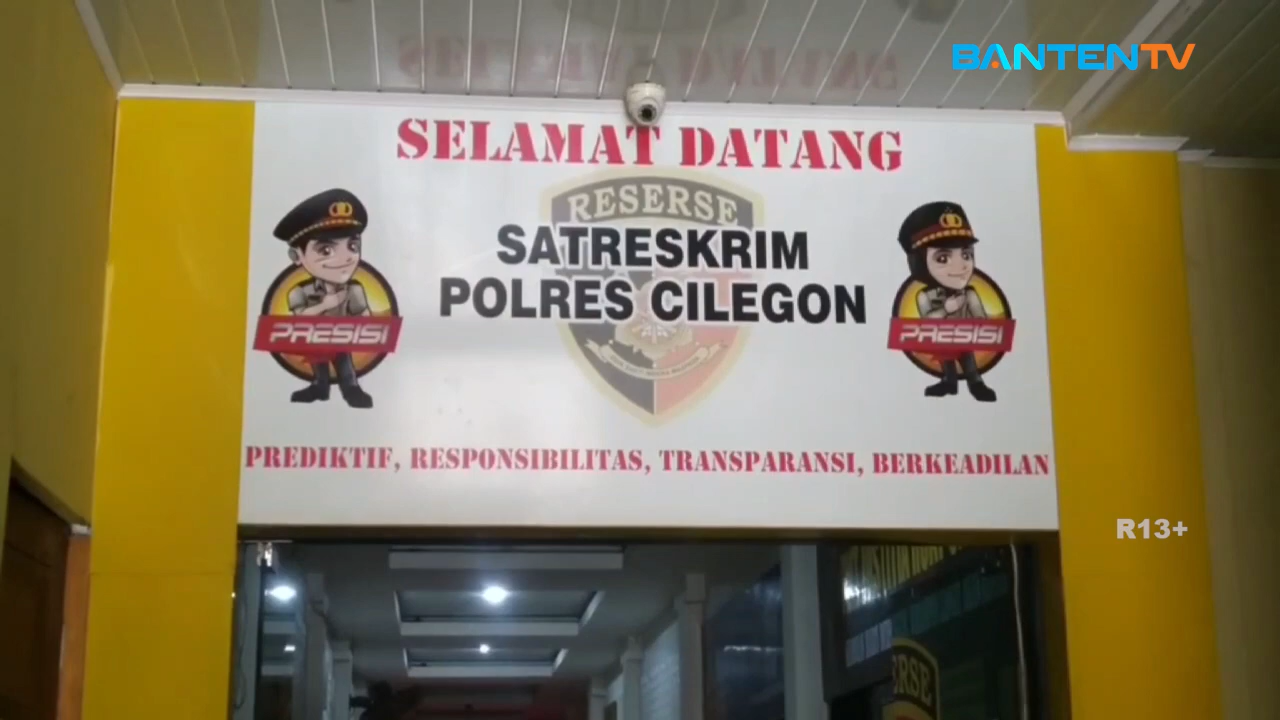 BANTENTV
SELAMAT DATANG
RESERSE
SATRESKRIM
POLRES CILEGON
PRESISI
PRESISI
PREDIKTIF, RESPONSIBILITAS, TRANSPARANSI, BERKEADILAN
R13+